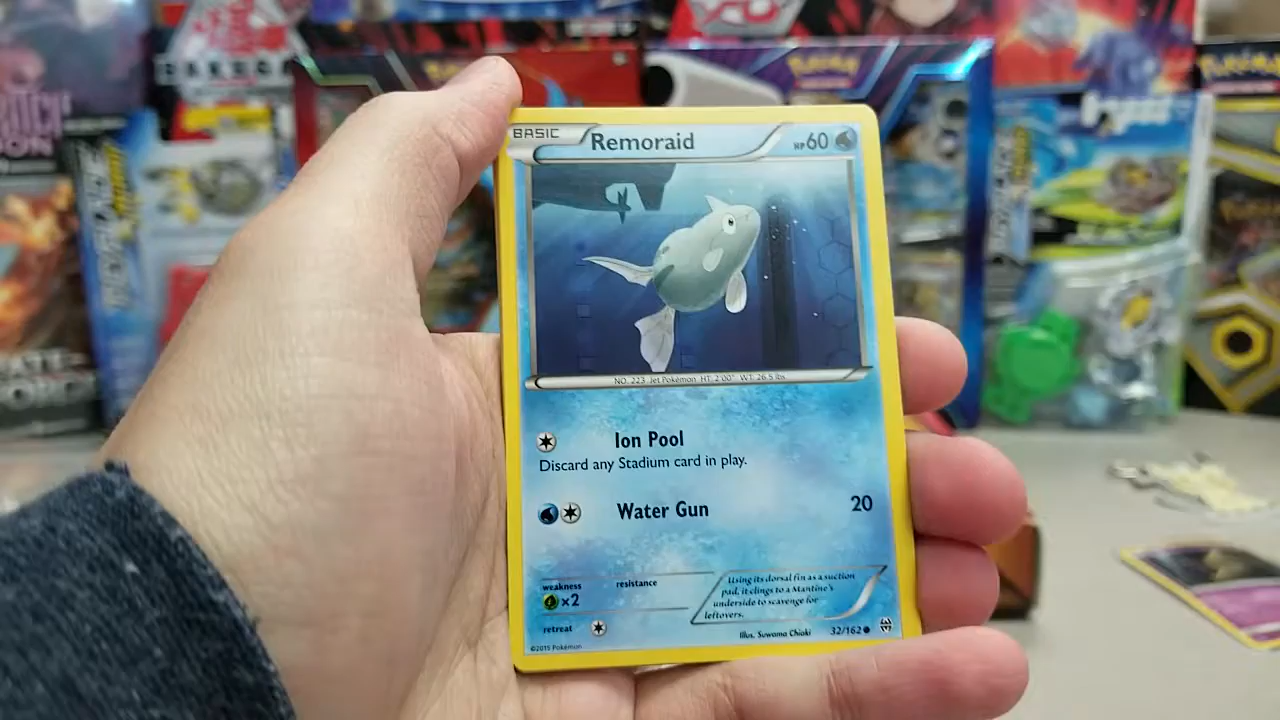 BASIC
Remoraid
HP60
NO. 223 Jet Pokémon HT: 2'00" WT: 26.5 lbs.
Ion Pool
Discard any Stadium card in play.
Water Gun 20
weakness
×2
resistance
Using its dorsal fin as a suction
pad, it clings to a Mantine's
underside to scavenge for
leftovers.
retreat
Illus. Suwama Chiaki 32/162
©2015 Pokémon
Pokémon